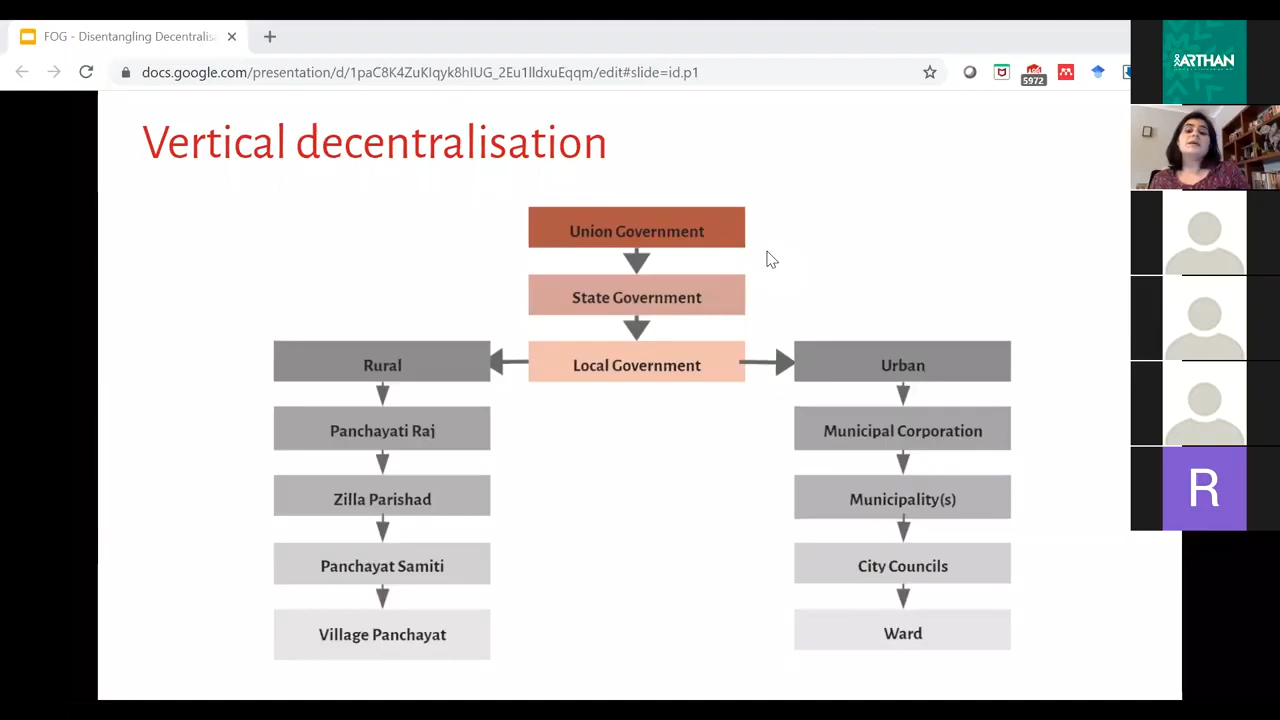 FOG - Disentangling Decentralis
docs.google.com/presentation/d/
/edit#slide=id.p1
5972
ARTHAN
Vertical decentralisation
Union Government
State Government
Rural
Local Government
Urban
Panchayati Raj
Municipal Corporation
Zilla Parishad
Municipality(s)
Panchayat Samiti
City Councils
Village Panchayat
Ward
R